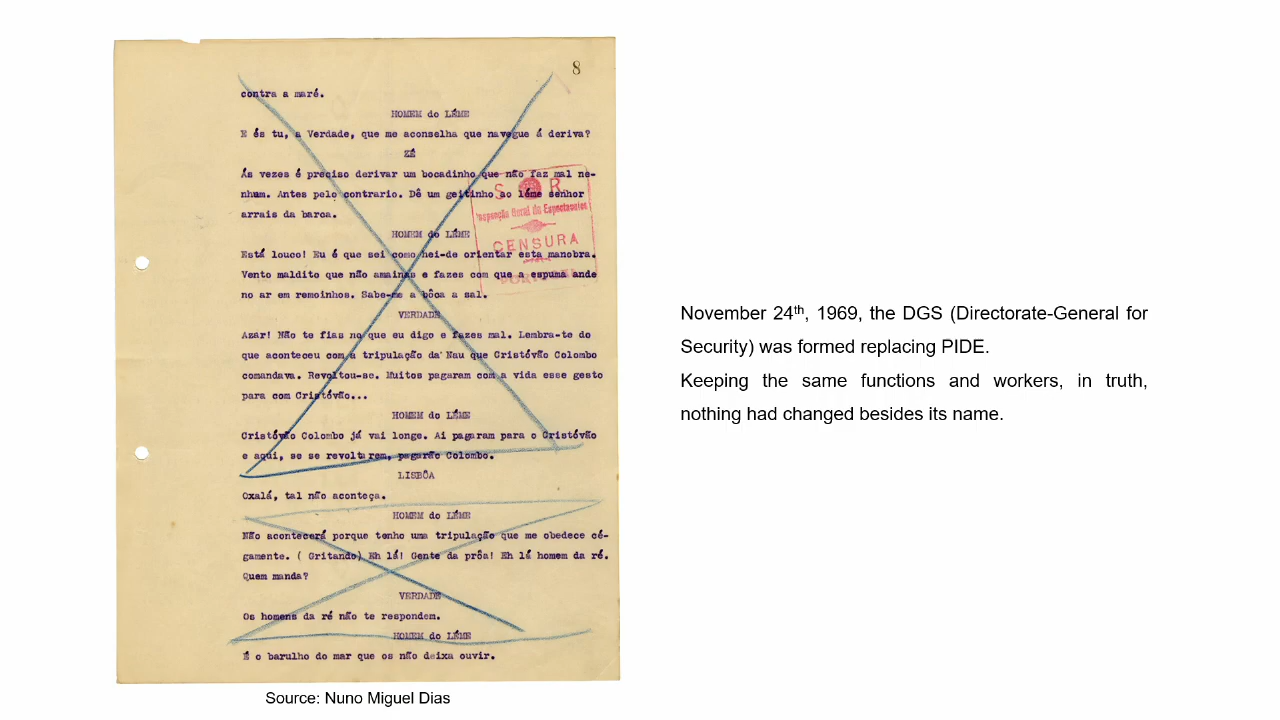 8
contra a maré.
HOMEM do LÉME
E és tu, a Verdade, que me aconselha que navegue á deriva?
ZÉ
Ás vezes é preciso derivar um bocadinho que não faz mal ne-
nhum. Antes pelo contrario. Dê um geitinho ao léme senhor
arrais da barca.
S R
Inspecção Geral de Espectaculos
CENSURA
HOMEM do LÉME
Está louco! Eu é que sei como hei-de orientar esta manobra.
Vento maldito que não amainas e fazes com que a espuma ande
no ar em remoinhos. Sabe-me a bôca a sal.
VERDADE
Azar! Não te fias no que eu digo e fazes mal. Lembra-te do
que aconteceu com a tripulação da Nau que Cristóvão Colombo
comandava. Revoltou-se. Muitos pagaram com a vida esse gesto
para com Cristóvão...
HOMEM do LÉME
Cristóvão Colombo já vai longe. Ai pagaram para o Cristóvão
e aqui, se se revoltarem, pagarão Colombo.
LISBÔA
Oxalá, tal não aconteça.
HOMEM do LÉME
Não acontecerá porque tenho uma tripulação que me obedece cé-
gamente. ( Gritando) Eh lá! Gente da prôa! Eh lá homem da ré.
Quem manda?
VERDADE
Os homens da ré não te respondem.
HOMEM do LÉME
É o barulho do mar que os não deixa ouvir.
Source: Nuno Miguel Dias
November 24th, 1969, the DGS (Directorate-General for
Security) was formed replacing PIDE.
Keeping the same functions and workers, in truth,
nothing had changed besides its name.